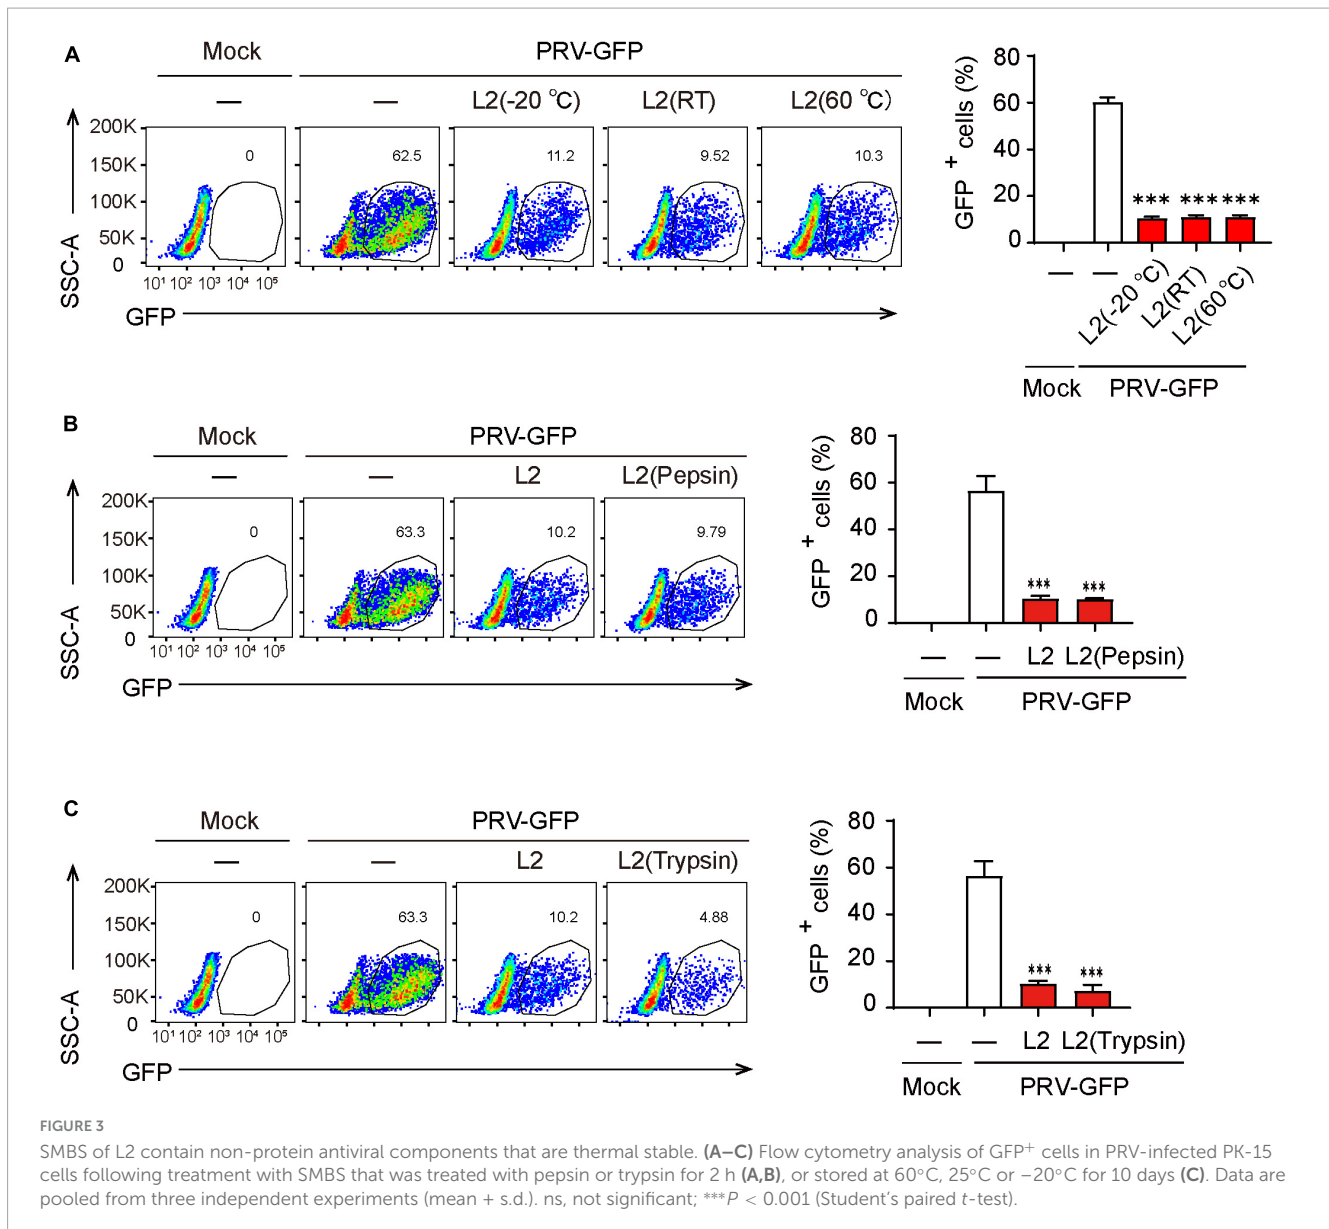 A
Mock
PRV-GFP
— — L2(-20 °C) L2(RT) L2(60 °C)
200K
150K
100K
50K
0
SSC-A
0
62.5
11.2
9.52
10.3
10¹ 10² 10³ 10⁴ 10⁵
GFP
GFP⁺ cells (%)
80
60
40
20
0
*** *** ***
— — L2(-20 °C) L2(RT) L2(60 °C)
Mock PRV-GFP
B
Mock
PRV-GFP
— — L2 L2(Pepsin)
200K
150K
100K
50K
0
SSC-A
0
63.3
10.2
9.79
10¹ 10² 10³ 10⁴ 10⁵
GFP
GFP⁺ cells (%)
80
60
40
20
0
*** ***
— — L2 L2(Pepsin)
Mock PRV-GFP
C
Mock
PRV-GFP
— — L2 L2(Trypsin)
200K
150K
100K
50K
0
SSC-A
0
63.3
10.2
4.88
10¹ 10² 10³ 10⁴ 10⁵
GFP
GFP⁺ cells (%)
80
60
40
20
0
*** ***
— — L2 L2(Trypsin)
Mock PRV-GFP
FIGURE 3
SMBS of L2 contain non-protein antiviral components that are thermal stable. (A–C) Flow cytometry analysis of GFP⁺ cells in PRV-infected PK-15
cells following treatment with SMBS that was treated with pepsin or trypsin for 2 h (A,B), or stored at 60°C, 25°C or −20°C for 10 days (C). Data are
pooled from three independent experiments (mean + s.d.). ns, not significant; ***P < 0.001 (Student's paired t-test).